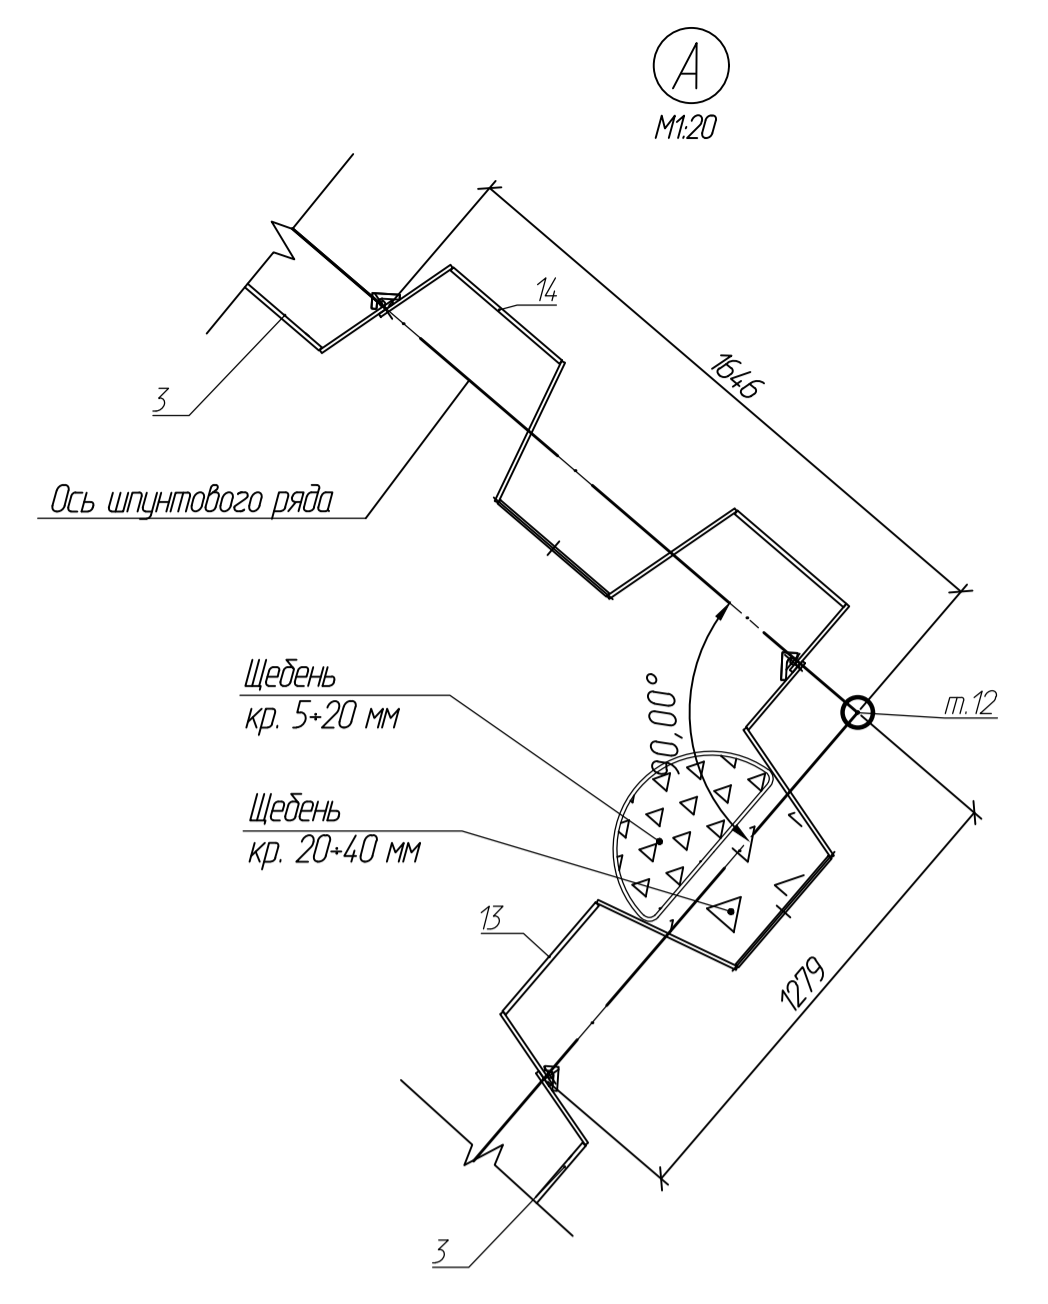 А
М1:20
14
1646
3
Ось шпунтового ряда
Щебень
кр. 5÷20 мм
90,00°
т.12
Щебень
кр. 20÷40 мм
13
1279
3